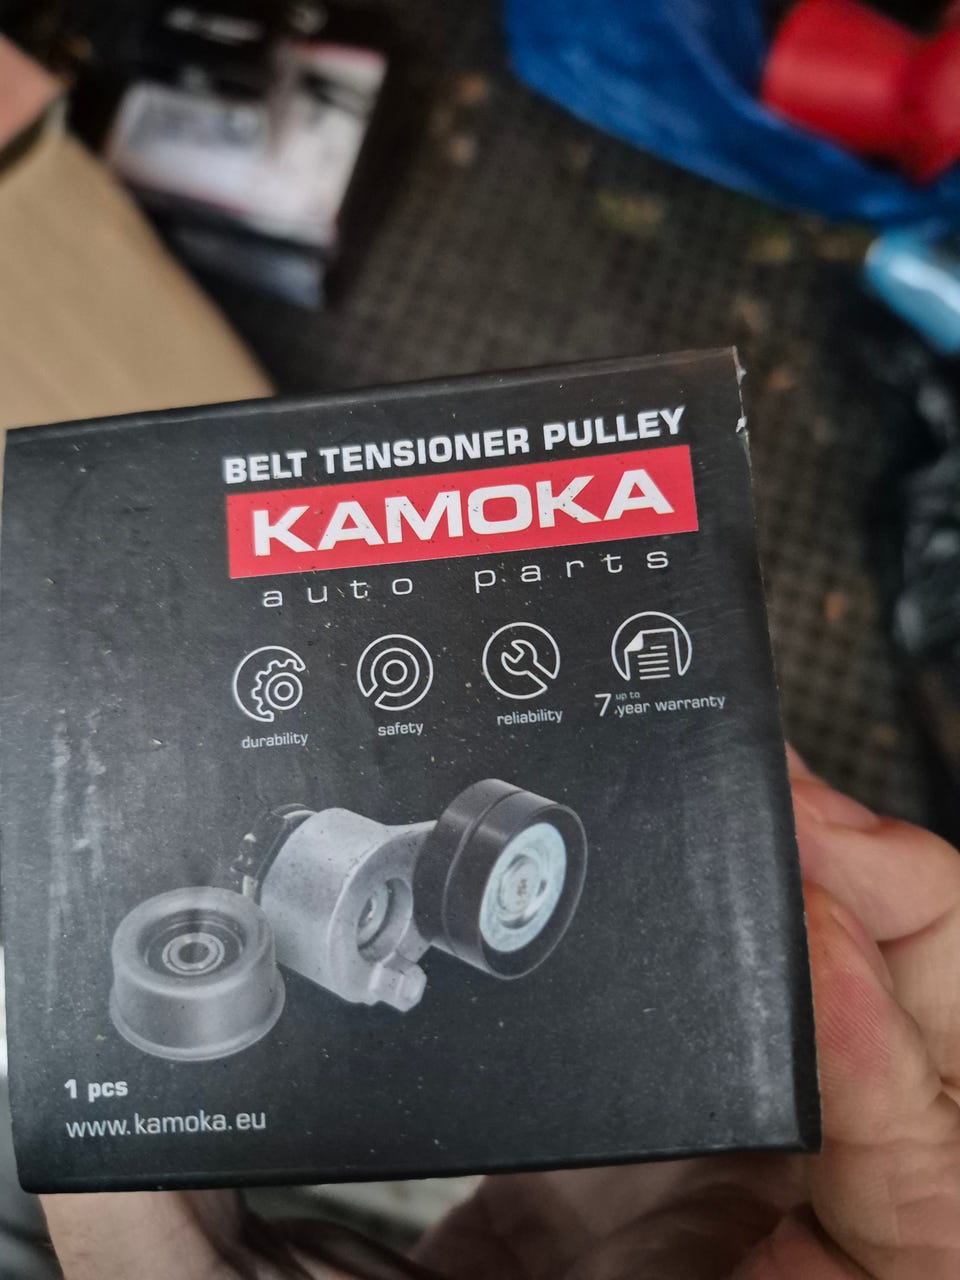 BELT TENSIONER PULLEY
KAMOKA
auto parts
durability
safety
reliability
7 up to -year warranty
1 pcs
www.kamoka.eu